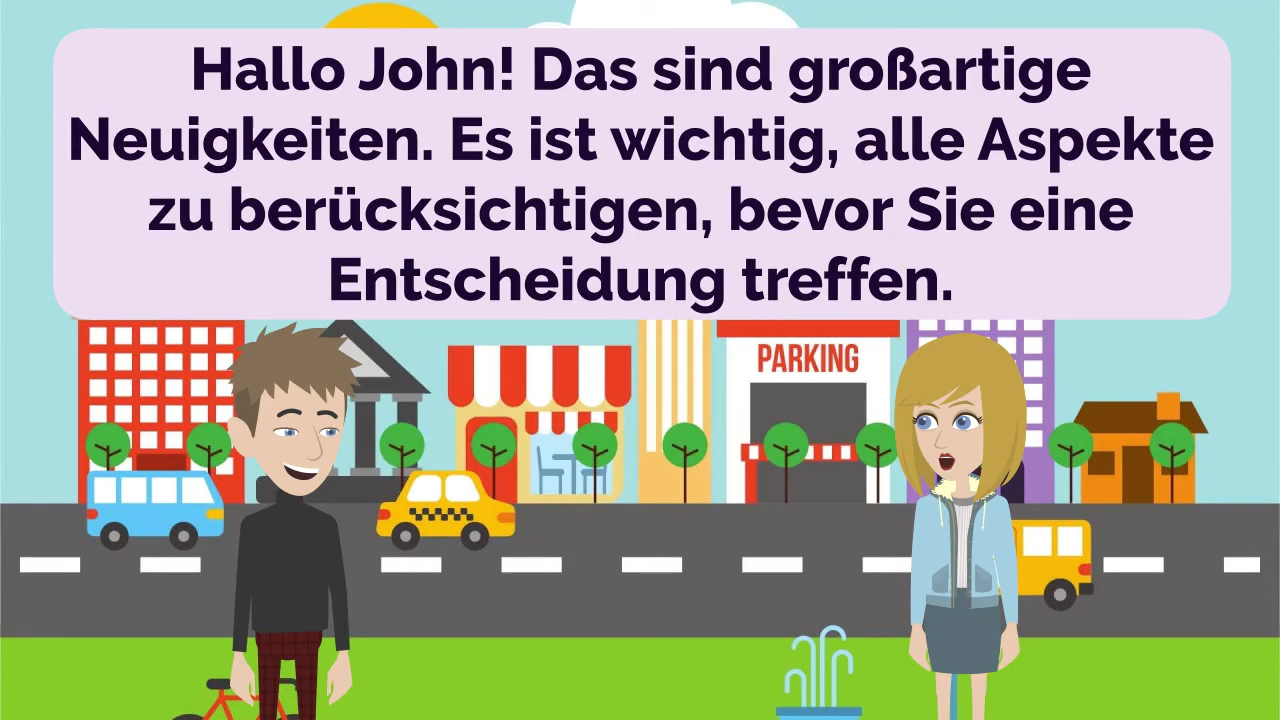 Hallo John! Das sind großartige
Neuigkeiten. Es ist wichtig, alle Aspekte
zu berücksichtigen, bevor Sie eine
Entscheidung treffen.
PARKING